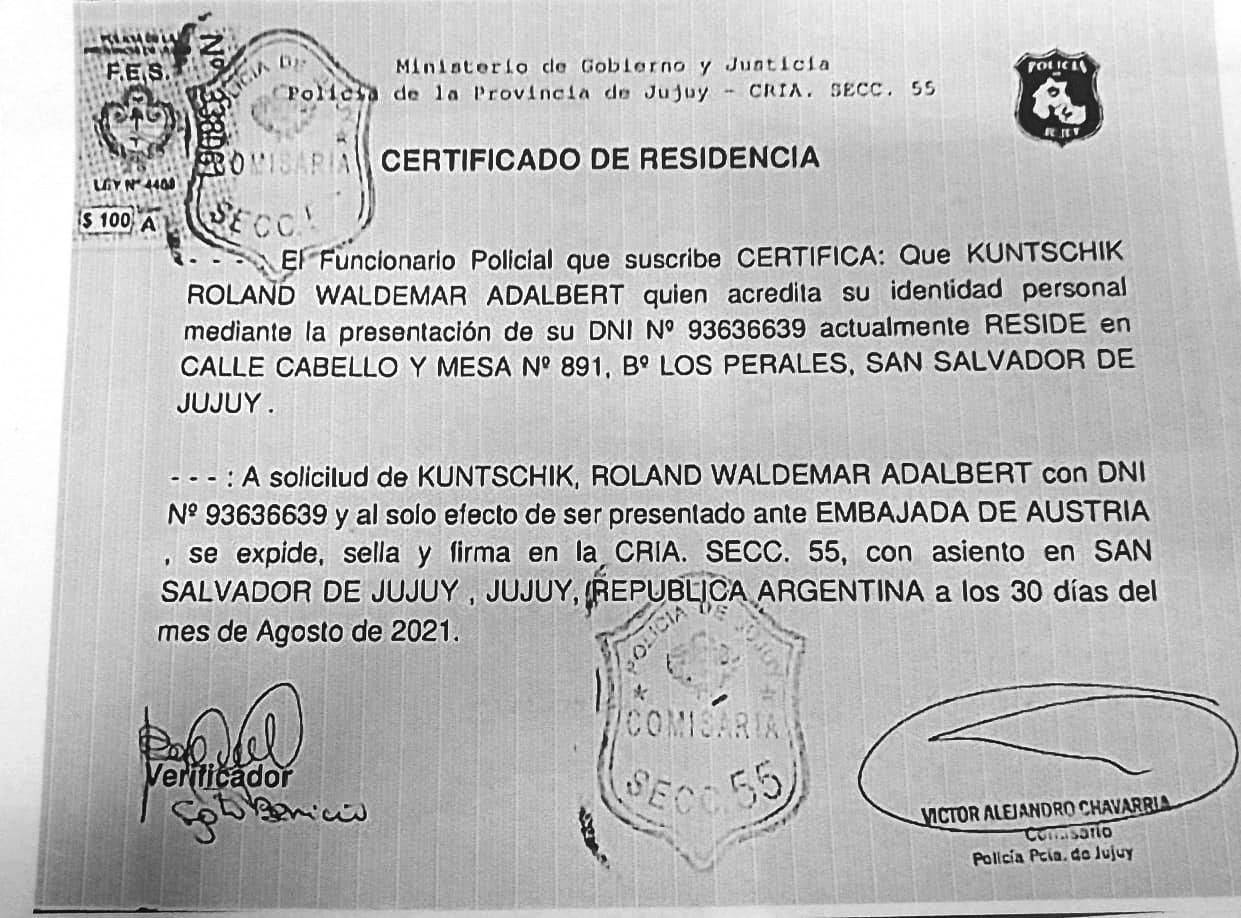 F.E.S.
LEY Nº 4400
$ 100 A
POLICIA DE
COMISARIA
SECC.
Ministerio de Gobierno y Justicia
Policía de la Provincia de Jujuy - CRIA. SECC. 55
POLICIA
CERTIFICADO DE RESIDENCIA
- - - El Funcionario Policial que suscribe CERTIFICA: Que KUNTSCHIK
ROLAND WALDEMAR ADALBERT quien acredita su identidad personal
mediante la presentación de su DNI Nº 93636639 actualmente RESIDE en
CALLE CABELLO Y MESA Nº 891, Bº LOS PERALES, SAN SALVADOR DE
JUJUY .
- - - : A solicilud de KUNTSCHIK, ROLAND WALDEMAR ADALBERT con DNI
Nº 93636639 y al solo efecto de ser presentado ante EMBAJADA DE AUSTRIA
, se expide, sella y firma en la CRIA. SECC. 55, con asiento en SAN
SALVADOR DE JUJUY , JUJUY, REPUBLICA ARGENTINA a los 30 días del
mes de Agosto de 2021.
POLICIA DE JUJUY
COMISARIA
SECC. 55
Verificador
VICTOR ALEJANDRO CHAVARRIA
Comisario
Policía Pcia. de Jujuy